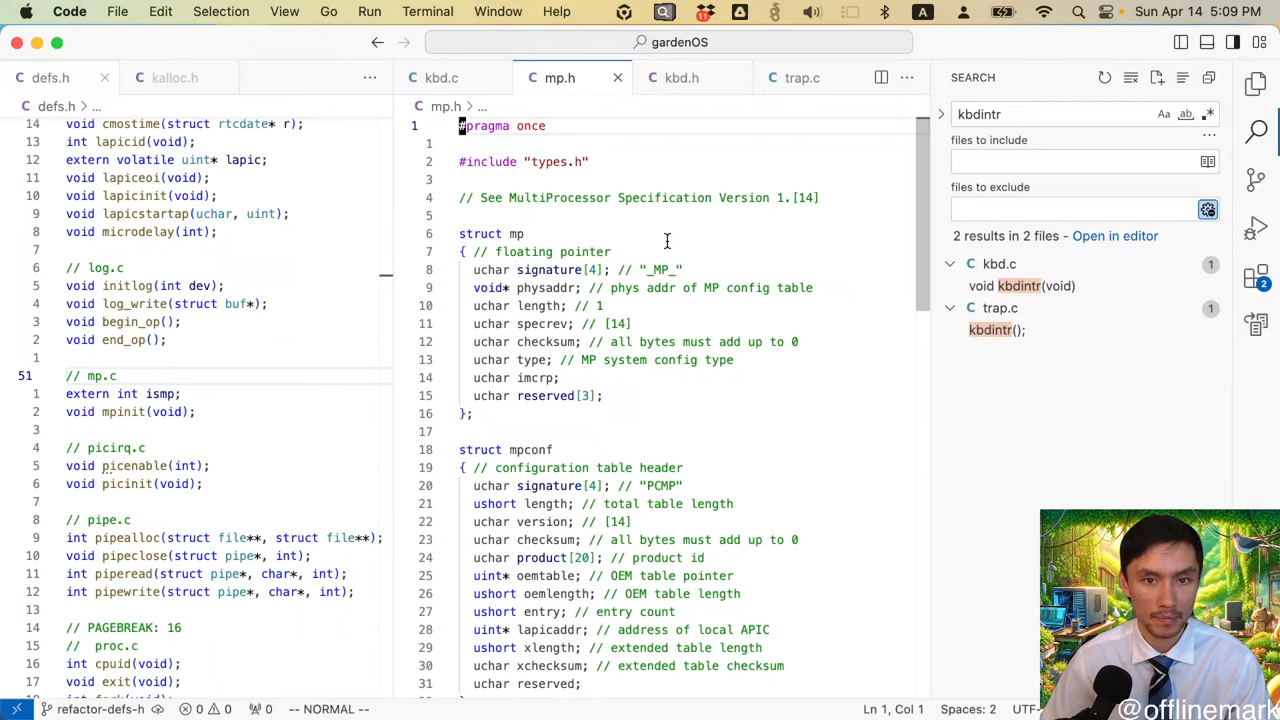 Code File Edit Selection View Go Run Terminal Window Help A Sun Apr 14 5:09 PM
gardenOS
defs.h kalloc.h kbd.c mp.h kbd.h trap.c
defs.h > ...
14 void cmostime(struct rtcdate* r);
13 int lapicid(void);
12 extern volatile uint* lapic;
11 void lapiceoi(void);
10 void lapicinit(void);
9 void lapicstartap(uchar, uint);
8 void microdelay(int);
7
6 // log.c
5 void initlog(int dev);
4 void log_write(struct buf*);
3 void begin_op();
2 void end_op();
1
51 // mp.c
1 extern int ismp;
2 void mpinit(void);
3
4 // picirq.c
5 void picenable(int);
6 void picinit(void);
7
8 // pipe.c
9 int pipealloc(struct file**, struct file**);
10 void pipeclose(struct pipe*, int);
11 int piperead(struct pipe*, char*, int);
12 int pipewrite(struct pipe*, char*, int);
13
14 // PAGEBREAK: 16
15 //  proc.c
16 int cpuid(void);
17 void exit(void);
mp.h > ...
1 #pragma once
1
2 #include "types.h"
3
4 // See MultiProcessor Specification Version 1.[14]
5
6 struct mp
7 { // floating pointer
8 uchar signature[4]; // "_MP_"
9 void* physaddr; // phys addr of MP config table
10 uchar length; // 1
11 uchar specrev; // [14]
12 uchar checksum; // all bytes must add up to 0
13 uchar type; // MP system config type
14 uchar imcrp;
15 uchar reserved[3];
16 };
17
18 struct mpconf
19 { // configuration table header
20 uchar signature[4]; // "PCMP"
21 ushort length; // total table length
22 uchar version; // [14]
23 uchar checksum; // all bytes must add up to 0
24 uchar product[20]; // product id
25 uint* oemtable; // OEM table pointer
26 ushort oemlength; // OEM table length
27 ushort entry; // entry count
28 uint* lapicaddr; // address of local APIC
29 ushort xlength; // extended table length
30 uchar xchecksum; // extended table checksum
31 uchar reserved;
SEARCH
kbdintr Aa ab .*
files to include
files to exclude
2 results in 2 files - Open in editor
kbd.c 1
void kbdintr(void)
trap.c 1
kbdintr();
2
refactor-defs-h 0 0 0 -- NORMAL -- Ln 1, Col 1 Spaces: 2
@offlinemark